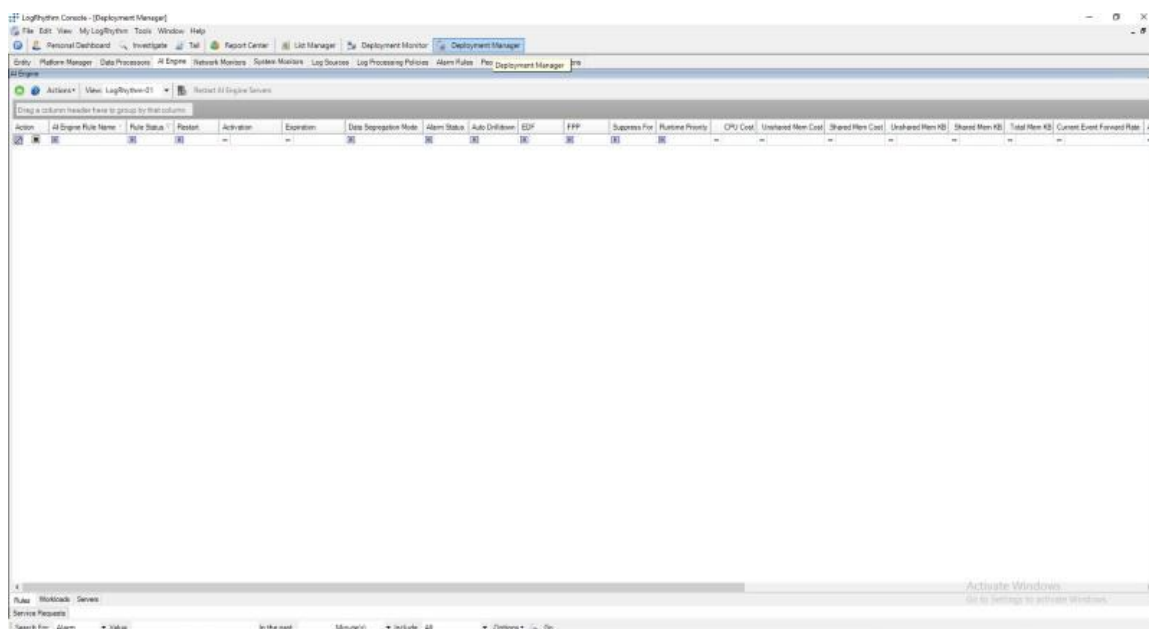 LogRhythm Console - [Deployment Manager]
File Edit View My LogRhythm Tools Window Help
Personal Dashboard Investigate Tail Report Center List Manager Deployment Monitor Deployment Manager
Entity Platform Manager Data Processors AI Engine Network Monitors System Monitors Log Sources Log Processing Policies Alarm Rules
Deployment Manager
AI Engine
Actions View: LogRhythm-01 Restart AI Engine Servers
Drag a column header here to group by that column
Action AI Engine Rule Name Rule Status Restart Activation Expiration Data Segregation Mode Alarm Status Auto Drilldown EDF FPP Suppress For Runtime Priority CPU Cost Unshared Mem Cost Shared Mem Cost Unshared Mem KB Shared Mem KB Total Mem KB Current Event Forward Rate
Activate Windows
Go to Settings to activate Windows.
Rules Workloads Servers
Service Requests
Search For: Alarm Value In the past Minute(s) Include All Options Go